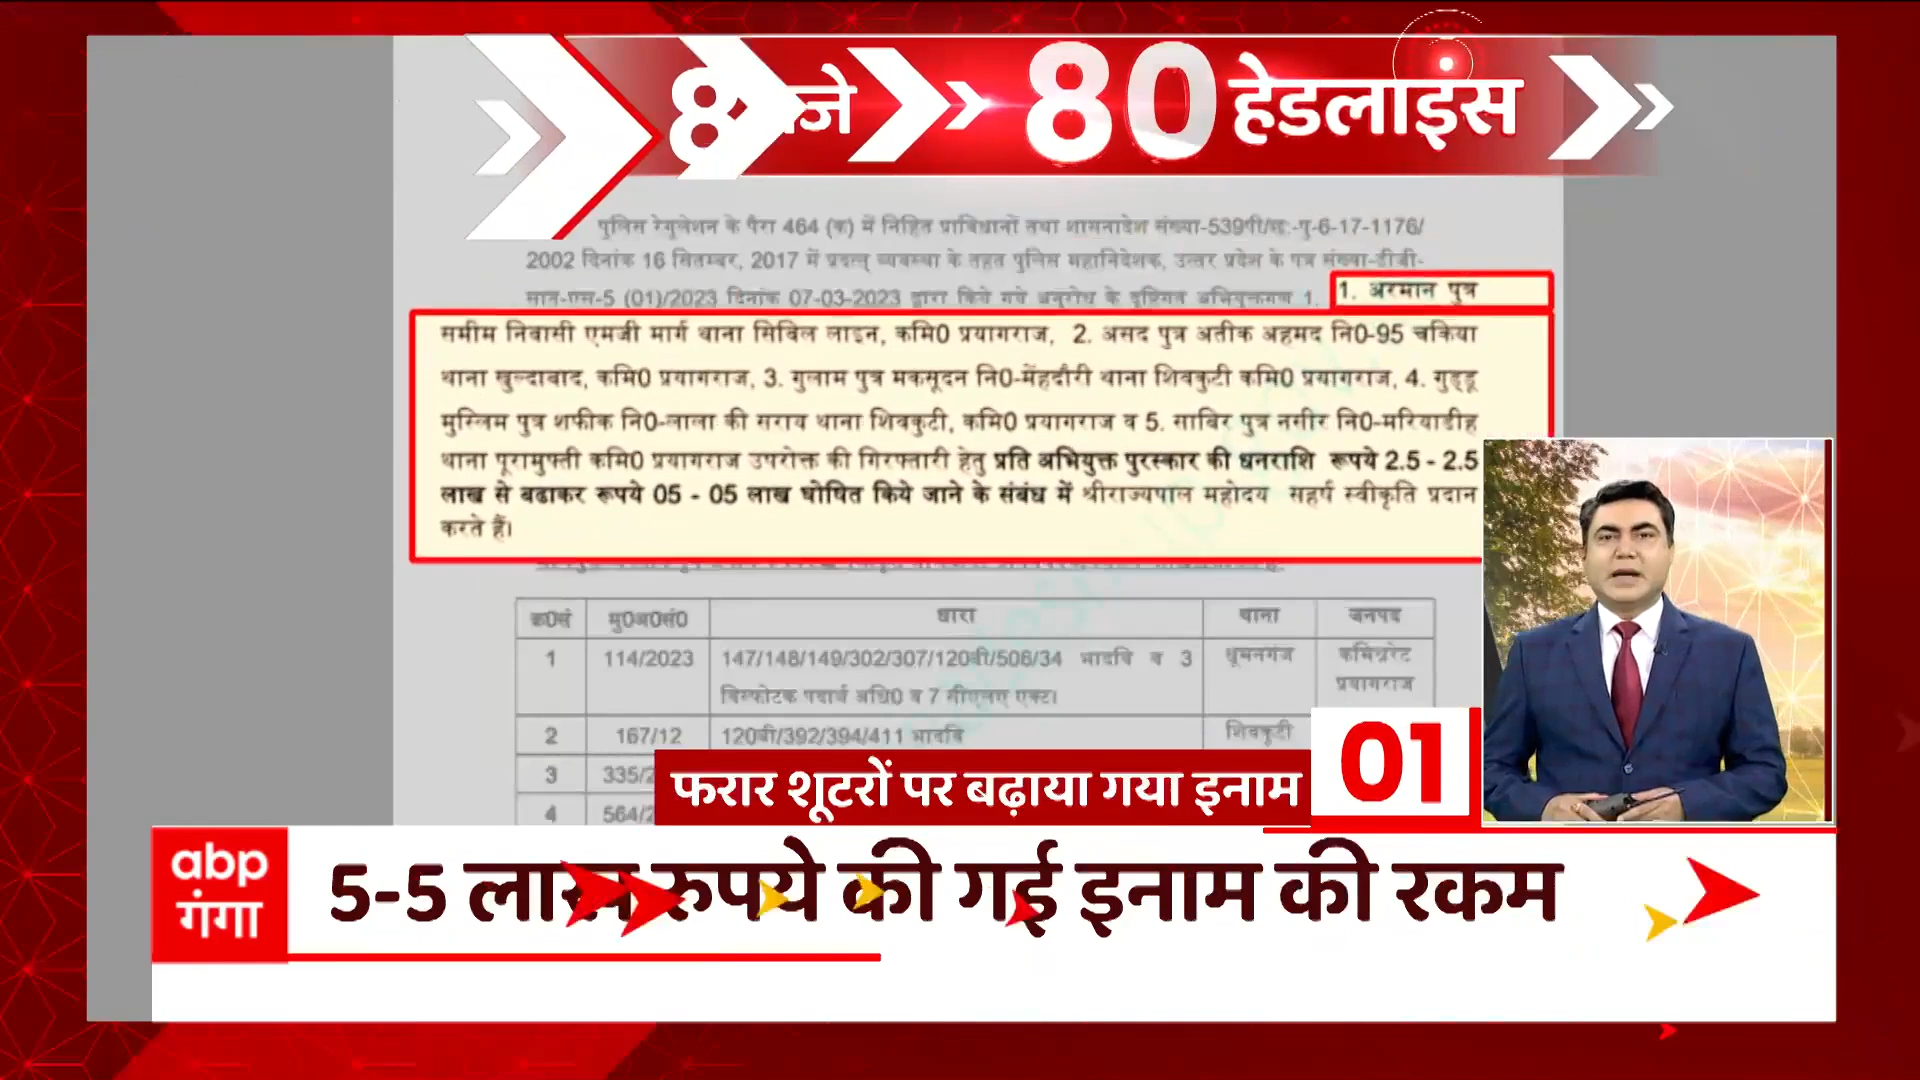 80 हेडलाइंस
पुलिस रेगुलेशन के पैरा 464 (क) में निहित प्राविधानों तथा शासनादेश संख्या-539पी/छः-पु-6-17-1176/
2002 दिनांक 16 सितम्बर, 2017 में प्रदत्त व्यवस्था के तहत पुलिस महानिदेशक, उत्तर प्रदेश के पत्र संख्या-डीजी-
सात-एस-5 (01)/2023 दिनांक 07-03-2023 द्वारा किये गये अनुरोध के दृष्टिगत अभियुक्तगण 1. 1. अरमान पुत्र
समीम निवासी एमजी मार्ग थाना सिविल लाइन, कमि0 प्रयागराज, 2. असद पुत्र अतीक अहमद नि0-95 चकिया
थाना खुल्दाबाद, कमि0 प्रयागराज, 3. गुलाम पुत्र मकसूदन नि0-मेंहदौरी थाना शिवकुटी कमि0 प्रयागराज, 4. गुड्डू
मुस्लिम पुत्र शफीक नि0-लाला की सराय थाना शिवकुटी, कमि0 प्रयागराज व 5. साबिर पुत्र नसीर नि0-मरियाडीह
थाना पूरामुफ्ती कमि0 प्रयागराज उपरोक्त की गिरफ्तारी हेतु प्रति अभियुक्त पुरस्कार की धनराशि रूपये 2.5 - 2.5
लाख से बढाकर रूपये 05 - 05 लाख घोषित किये जाने के संबंध में श्रीराज्यपाल महोदय सहर्ष स्वीकृति प्रदान
करते हैं।
क0सं मु0अ0सं0 धारा थाना जनपद
1 114/2023 147/148/149/302/307/120बी/506/34 भादवि व 3 धूमनगंज कमिश्नरेट
विस्फोटक पदार्थ अधि0 व 7 सीएलए एक्ट। प्रयागराज
2 167/12 120बी/392/394/411 भादवि शिवकुटी
3 335/2
4 564/2
फरार शूटरों पर बढ़ाया गया इनाम 01
abp
गंगा
5-5 लाख रुपये की गई इनाम की रकम